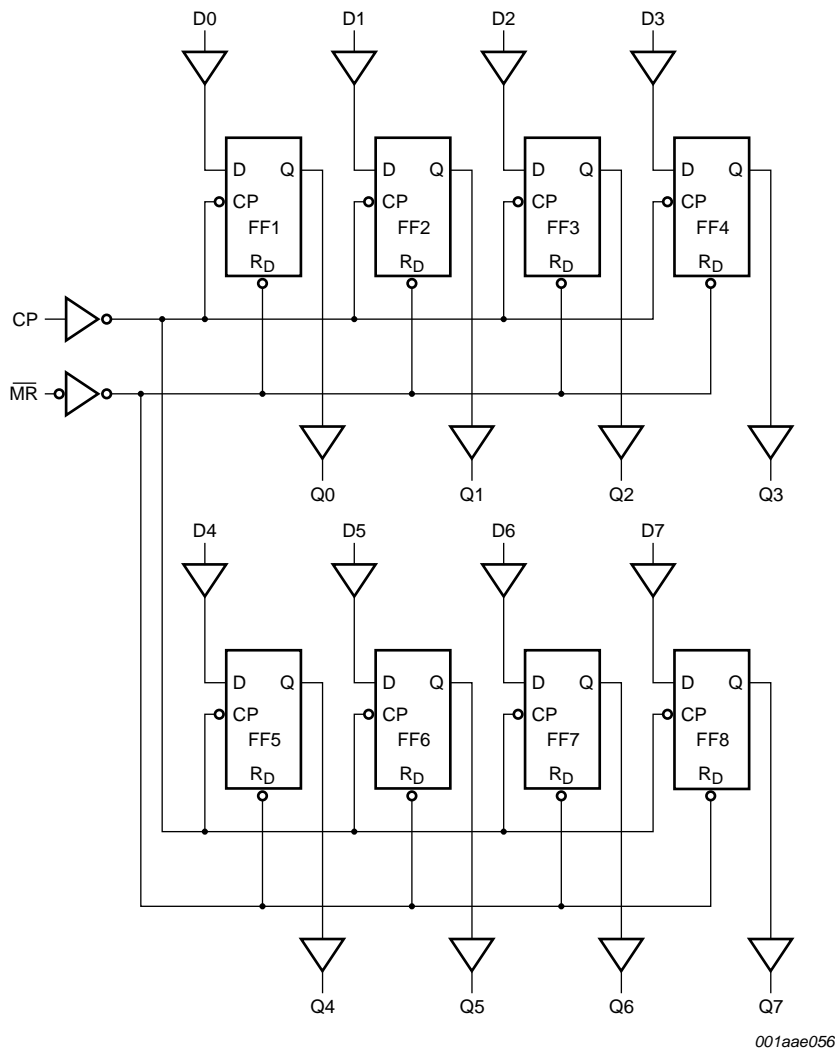 D0 D1 D2 D3
D Q D Q D Q D Q
CP CP CP CP
FF1 FF2 FF3 FF4
RD RD RD RD
CP
MR
Q0 Q1 Q2 Q3
D4 D5 D6 D7
D Q D Q D Q D Q
CP CP CP CP
FF5 FF6 FF7 FF8
RD RD RD RD
Q4 Q5 Q6 Q7
001aae056